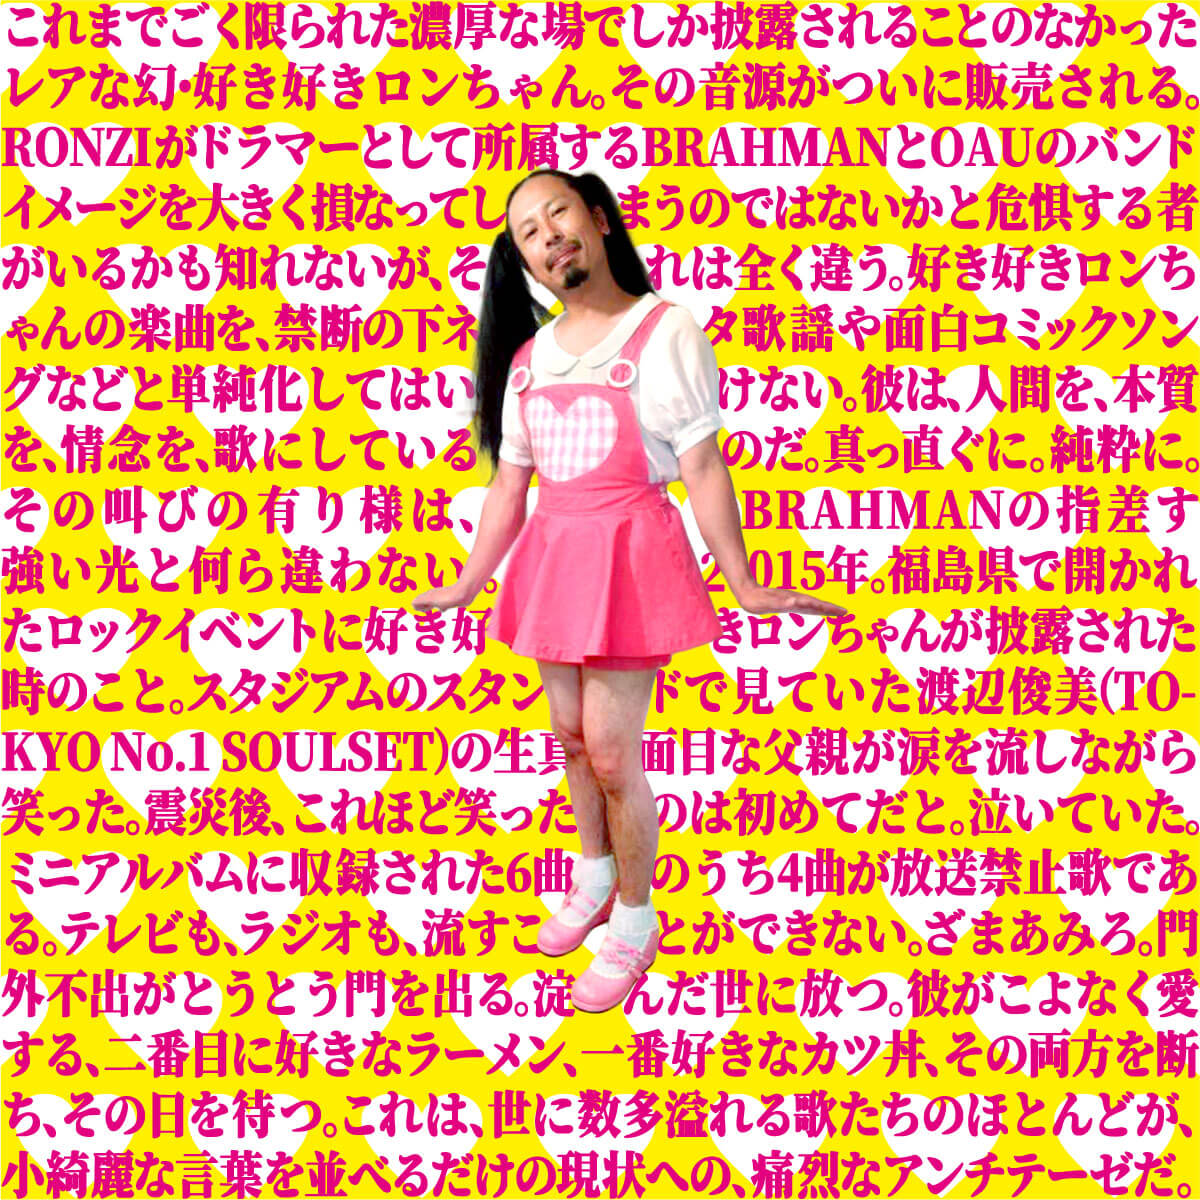 これまでごく限られた濃厚な場でしか披露されることのなかった
レアな幻・好き好きロンちゃん。その音源がついに販売される。
RONZIがドラマーとして所属するBRAHMANとOAUのバンド
イメージを大きく損なってしまうのではないかと危惧する者
がいるかも知れないが、それは全く違う。好き好きロンち
ゃんの楽曲を、禁断の下ネタ歌謡や面白コミックソン
グなどと単純化してはいけない。彼は、人間を、本質
を、情念を、歌にしているのだ。真っ直ぐに。純粋に。
その叫びの有り様は、BRAHMANの指差す
強い光と何ら違わない。2015年。福島県で開かれ
たロックイベントに好き好きロンちゃんが披露された
時のこと。スタジアムのスタンドで見ていた渡辺俊美(TO-
KYO No.1 SOULSET)の生真面目な父親が涙を流しながら
笑った。震災後、これほど笑ったのは初めてだと。泣いていた。
ミニアルバムに収録された6曲のうち4曲が放送禁止歌であ
る。テレビも、ラジオも、流すことができない。ざまあみろ。門
外不出がとうとう門を出る。淀んだ世に放つ。彼がこよなく愛
する、二番目に好きなラーメン、一番好きなカツ丼、その両方を断
ち、その日を待つ。これは、世に数多溢れる歌たちのほとんどが、
小綺麗な言葉を並べるだけの現状への、痛烈なアンチテーゼだ。